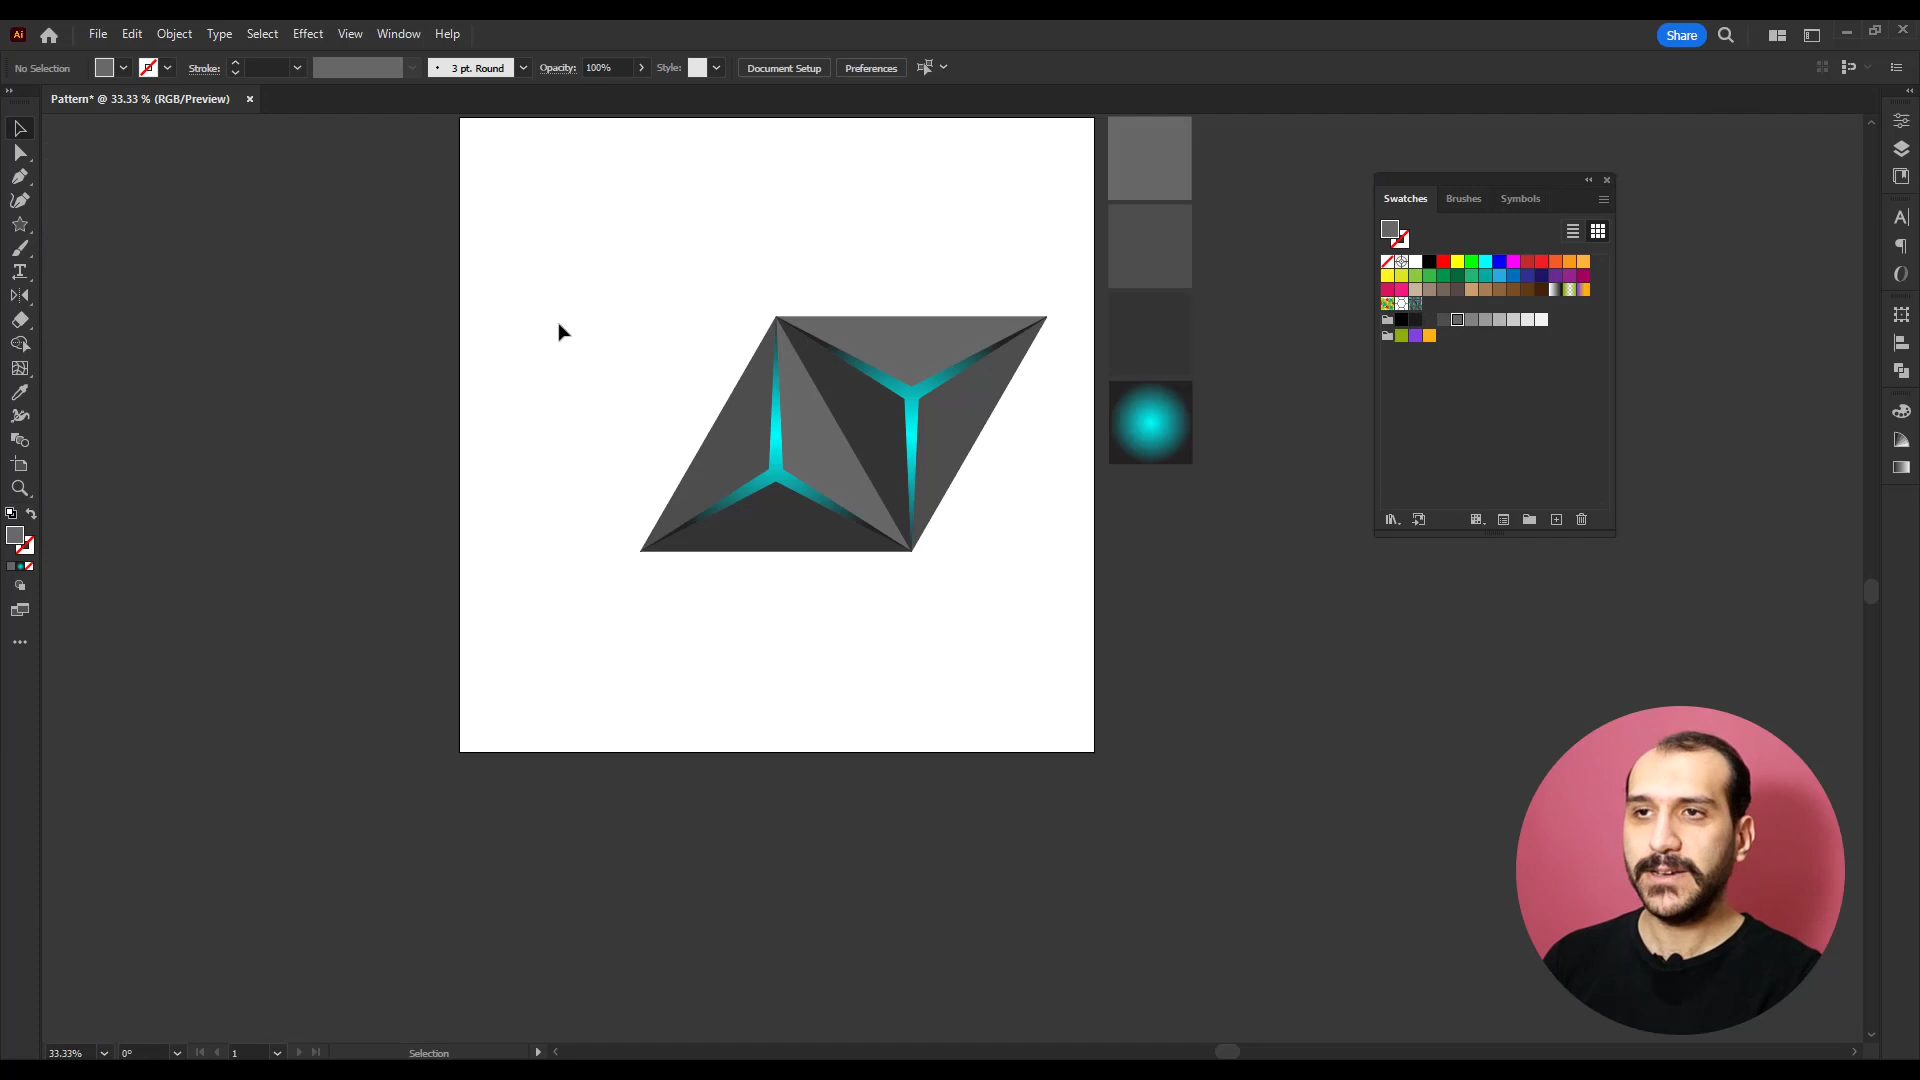 Ai File Edit Object Type Select Effect View Window Help Share
No Selection Stroke: 3 pt. Round Opacity: 100% Style: Document Setup Preferences
Pattern* @ 33.33 % (RGB/Preview)
Swatches Brushes Symbols
33.33% 0° 1 Selection